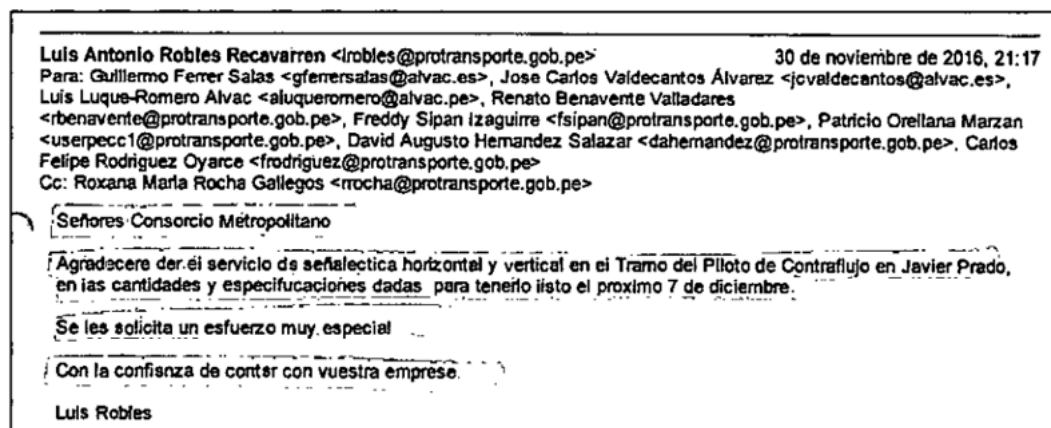 Luis Antonio Robles Recavarren <lrobles@protransporte.gob.pe> 30 de noviembre de 2016, 21:17
Para: Guillermo Ferrer Salas <gferrersalas@alvac.es>, Jose Carlos Valdecantos Álvarez <jcvaldecantos@alvac.es>,
Luis Luque-Romero Alvac <aluqueromero@alvac.pe>, Renato Benavente Valladares
<rbenavente@protransporte.gob.pe>, Freddy Sipan Izaguirre <fsipan@protransporte.gob.pe>, Patricio Orellana Marzan
<userpecc1@protransporte.gob.pe>, David Augusto Hernandez Salazar <dahernandez@protransporte.gob.pe>, Carlos
Felipe Rodriguez Oyarce <frodriguez@protransporte.gob.pe>
Cc: Roxana Maria Rocha Gallegos <rrocha@protransporte.gob.pe>
Señores Consorcio Metropolitano
Agradecere der el servicio de señalectica horizontal y vertical en el Tramo del Piloto de Contraflujo en Javier Prado,
en las cantidades y especifucaciones dadas para tenerlo listo el proximo 7 de diciembre.
Se les solicita un esfuerzo muy especial
Con la confianza de contar con vuestra emprese.
Luis Robles